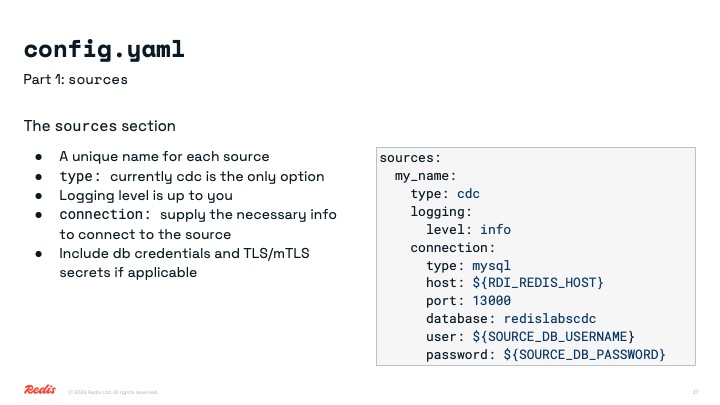 config.yaml
Part 1: sources
The sources section
● A unique name for each source
● type: currently cdc is the only option
● Logging level is up to you
● connection: supply the necessary info
to connect to the source
● Include db credentials and TLS/mTLS
secrets if applicable
sources:
  my_name:
    type: cdc
    logging:
      level: info
    connection:
      type: mysql
      host: ${RDI_REDIS_HOST}
      port: 13000
      database: redislabscdc
      user: ${SOURCE_DB_USERNAME}
      password: ${SOURCE_DB_PASSWORD}
Redis
© 2024 Redis Ltd. All rights reserved.
37